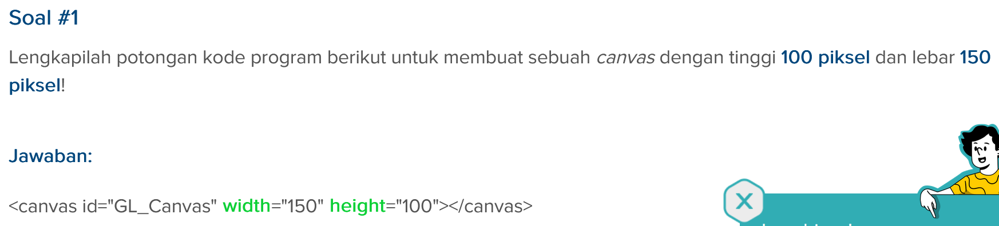 Soal #1
Lengkapilah potongan kode program berikut untuk membuat sebuah canvas dengan tinggi 100 piksel dan lebar 150
piksel!
Jawaban:
<canvas id="GL_Canvas" width="150" height="100"></canvas>
X